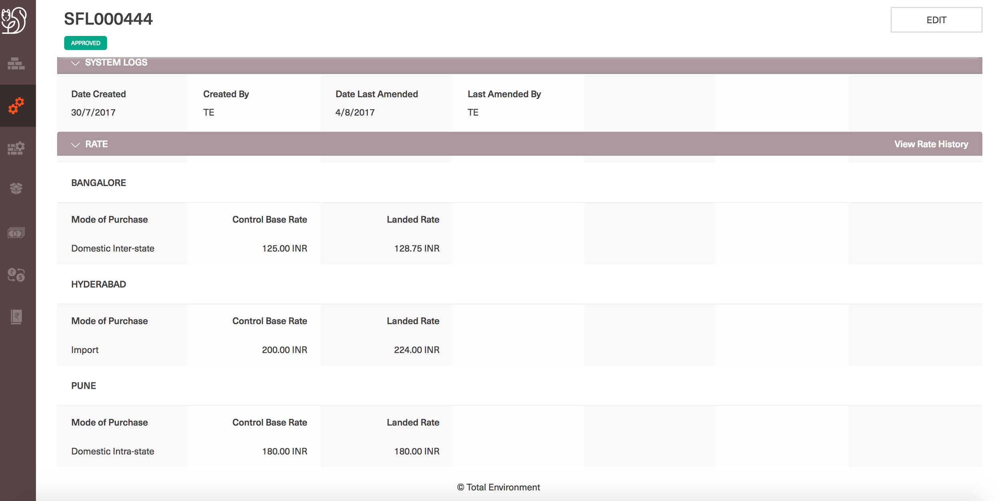 SFL000444
EDIT
APPROVED
SYSTEM LOGS
Date Created Created By Date Last Amended Last Amended By
30/7/2017 TE 4/8/2017 TE
RATE View Rate History
BANGALORE
Mode of Purchase Control Base Rate Landed Rate
Domestic Inter-state 125.00 INR 128.75 INR
HYDERABAD
Mode of Purchase Control Base Rate Landed Rate
Import 200.00 INR 224.00 INR
PUNE
Mode of Purchase Control Base Rate Landed Rate
Domestic Intra-state 180.00 INR 180.00 INR
© Total Environment